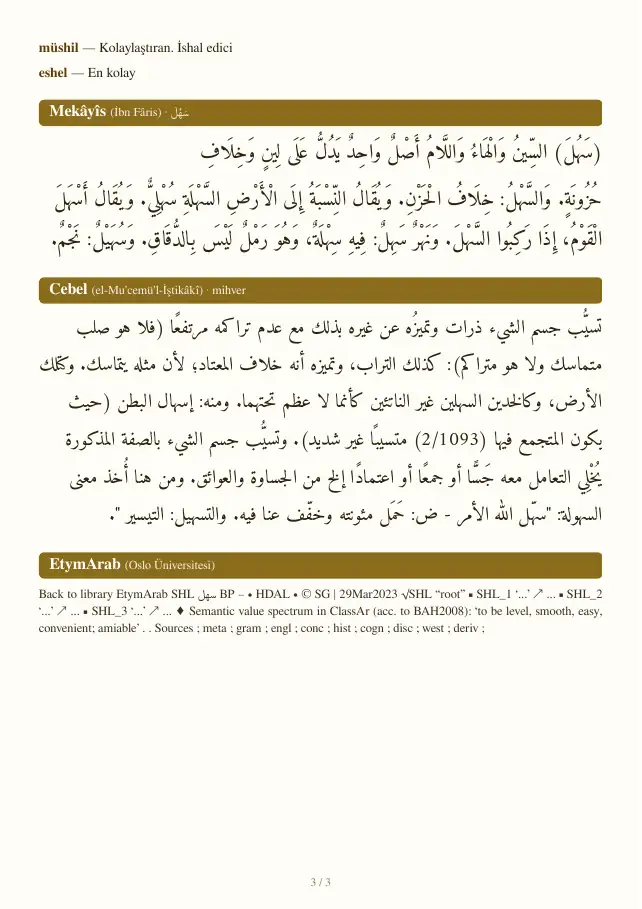 müshil — Kolaylaştıran. İshal edici
eshel — En kolay
Mekâyîs (İbn Fâris) · سَهُلَ
(سَهُلَ) السِّينُ وَالْهَاءُ وَاللَّامُ أَصْلٌ وَاحِدٌ يَدُلُّ عَلَى لِينٍ وَخِلَافِ
حُزُونَةٍ. وَالسَّهْلُ: خِلَافُ الْحَزْنِ. وَيُقَالُ النِّسْبَةُ إِلَى الْأَرْضِ السَّهْلَةِ سُهْلِيٌّ. وَيُقَالُ أَسْهَلَ
الْقَوْمُ، إِذَا رَكِبُوا السَّهْلَ. وَنَهْرٌ سَهِلٌ: فِيهِ سِهْلَةٌ، وَهُوَ رَمْلٌ لَيْسَ بِالدُّقَاقِ. وَسُهَيْلٌ: نَجْمٌ.
Cebel (el-Mu'cemü'l-İştikâkî) · mihver
تسيُّب جسم الشيء ذرات وتميزُه عن غيره بذلك مع عدم تراكمه مرتفعًا (فلا هو صلب
متماسك ولا هو متراكم): كذلك التراب، وتميزه أنه خلاف المعتاد؛ لأن مثله يتماسك. وكتلك
الأرض، وكالخدين السهلين غير الناتئين كأنما لا عظم تحتهما. ومنه: إسهال البطن (حيث
يكون المتجمع فيها (2/1093) متسيبًا غير شديد). وتسيُّب جسم الشيء بالصفة المذكورة
يُخْلِي التعامل معه جَسًّا أو جمعًا أو اعتمادًا إلخ من الجساوة والعوائق. ومن هنا أُخذ معنى
السهولة: "سهّل الله الأمر - ض: حَمَل مئونته وخفّف عنا فيه. والتسهيل: التيسير ".
EtymArab (Oslo Üniversitesi)
Back to library EtymArab SHL سهل BP – • HDAL • © SG | 29Mar2023 √SHL “root” ▪ SHL_1 ‘...’ ↗ ... ▪ SHL_2
‘...’ ↗ ... ▪ SHL_3 ‘...’ ↗ ... ♦ Semantic value spectrum in ClassAr (acc. to BAH2008): ‘to be level, smooth, easy,
convenient; amiable’ . . Sources ; meta ; gram ; engl ; conc ; hist ; cogn ; disc ; west ; deriv ;
3 / 3